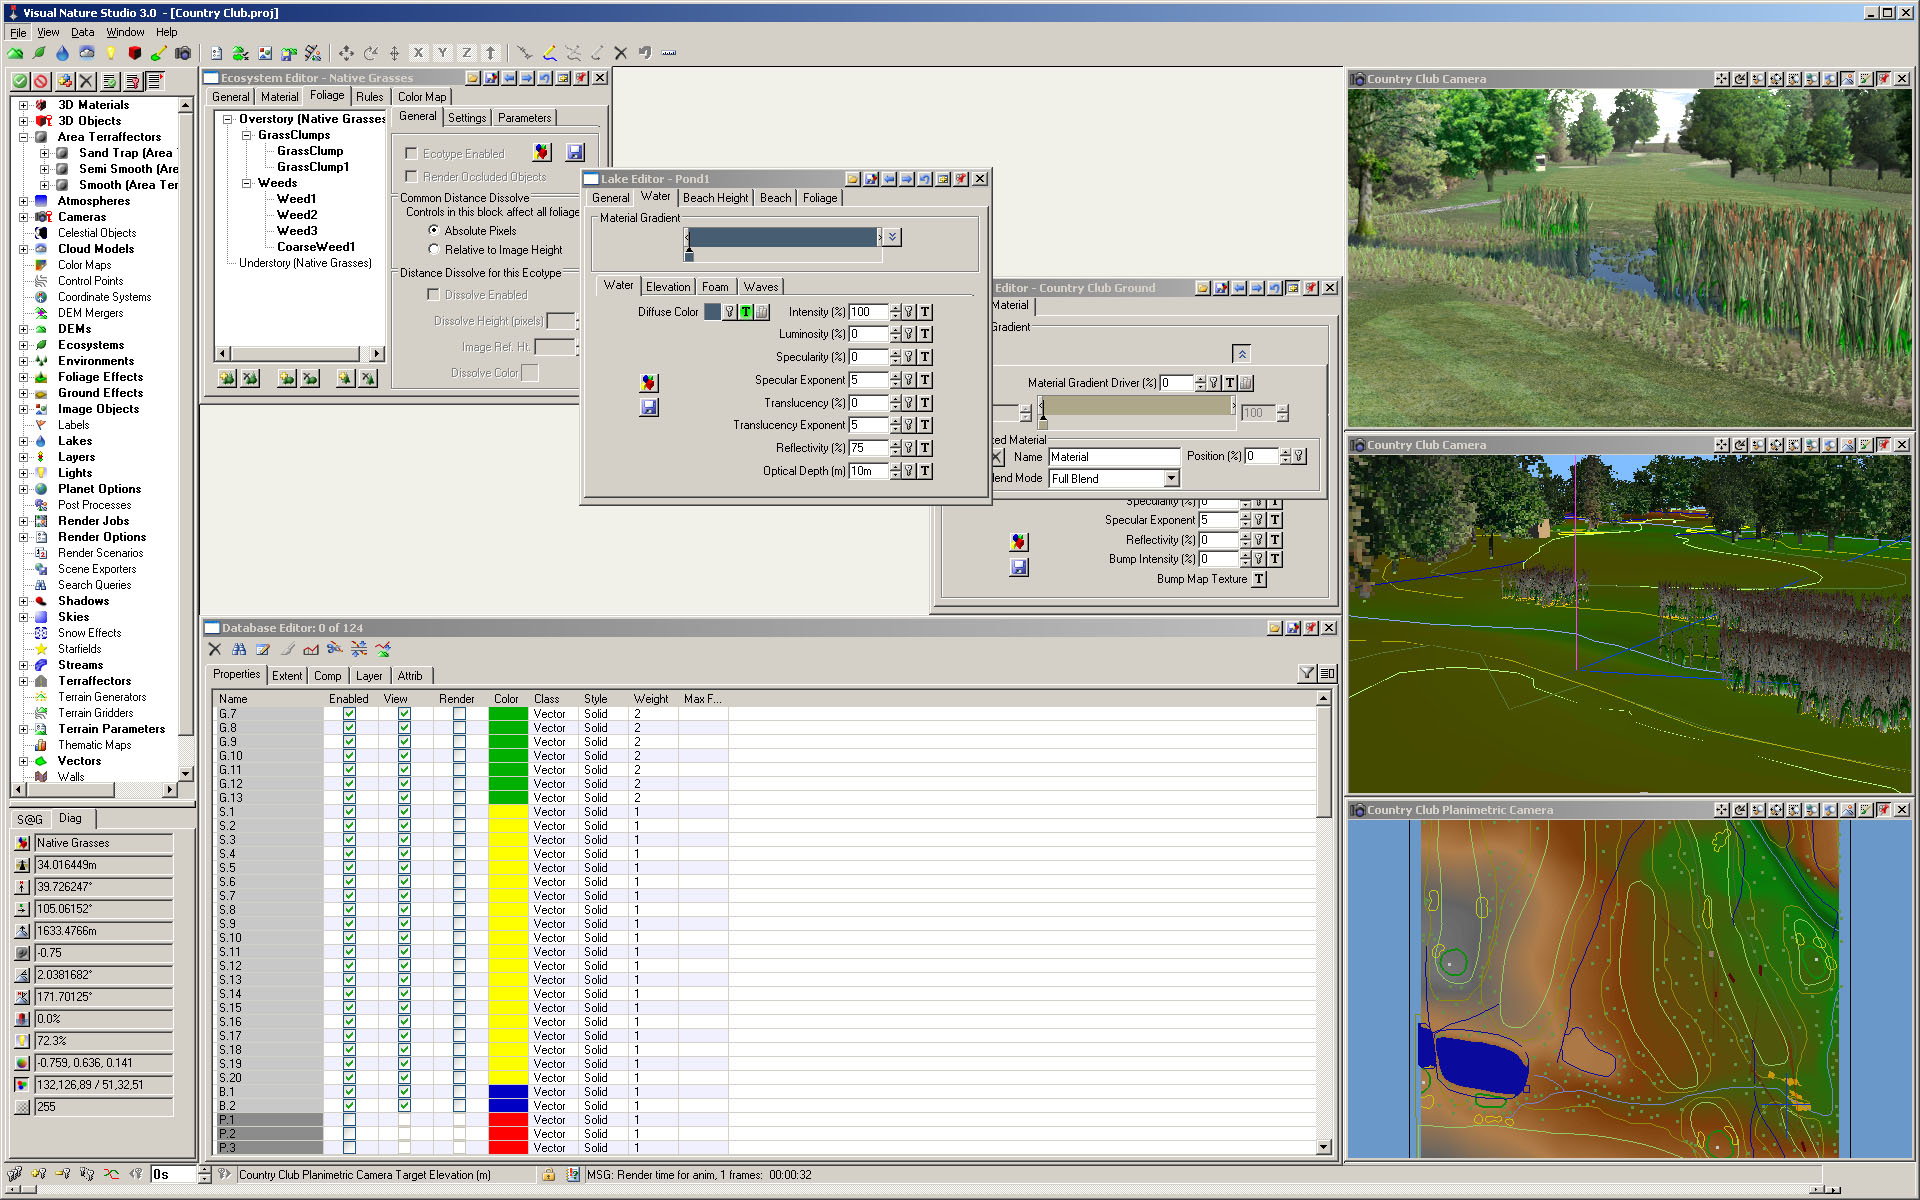 Visual Nature Studio 3.0 - [Country Club.proj]
File View Data Window Help
3D Materials
3D Objects
Area Terraffectors
Sand Trap (Area
Semi Smooth (Are
Smooth (Area Ter
Atmospheres
Cameras
Celestial Objects
Cloud Models
Color Maps
Control Points
Coordinate Systems
DEM Mergers
DEMs
Ecosystems
Environments
Foliage Effects
Ground Effects
Image Objects
Labels
Lakes
Layers
Lights
Planet Options
Post Processes
Render Jobs
Render Options
Render Scenarios
Scene Exporters
Search Queries
Shadows
Skies
Snow Effects
Starfields
Streams
Terraffectors
Terrain Generators
Terrain Gridders
Terrain Parameters
Thematic Maps
Vectors
Walls
S@G Diag
Native Grasses
34.016449m
39.726247°
105.06152°
1633.4766m
-0.75
2.0381682°
171.70125°
0.0%
72.3%
-0.759, 0.636, 0.141
132,126,89 / 51,32,51
255
Ecosystem Editor - Native Grasses
General Material Foliage Rules Color Map
Overstory (Native Grasses
GrassClumps
GrassClump
GrassClump1
Weeds
Weed1
Weed2
Weed3
CoarseWeed1
Understory (Native Grasses)
General Settings Parameters
Ecotype Enabled
Render Occluded Objects
Common Distance Dissolve
Controls in this block affect all foliage
Absolute Pixels
Relative to Image Height
Distance Dissolve for this Ecotype
Dissolve Enabled
Dissolve Height (pixels)
Image Ref. Ht.
Dissolve Color
Lake Editor - Pond1
General Water Beach Height Beach Foliage
Material Gradient
Water Elevation Foam Waves
Diffuse Color T Intensity (%) 100 T
Luminosity (%) 0 T
Specularity (%) 0 T
Specular Exponent 5 T
Translucency (%) 0 T
Translucency Exponent 5 T
Reflectivity (%) 75 T
Optical Depth (m) 10m T
Editor - Country Club Ground
Material
Gradient
Material Gradient Driver (%) 0 T
100
ted Material
Name Material Position (%) 0
lend Mode Full Blend
Specularity (%) 0 T
Specular Exponent 5 T
Reflectivity (%) 0 T
Bump Intensity (%) 0 T
Bump Map Texture T
Database Editor: 0 of 124
Properties Extent Comp Layer Attrib
Name Enabled View Render Color Class Style Weight Max F...
G.7 Vector Solid 2
G.8 Vector Solid 2
G.9 Vector Solid 2
G.10 Vector Solid 2
G.11 Vector Solid 2
G.12 Vector Solid 2
G.13 Vector Solid 2
S.1 Vector Solid 1
S.2 Vector Solid 1
S.3 Vector Solid 1
S.4 Vector Solid 1
S.5 Vector Solid 1
S.6 Vector Solid 1
S.7 Vector Solid 1
S.8 Vector Solid 1
S.9 Vector Solid 1
S.10 Vector Solid 1
S.11 Vector Solid 1
S.12 Vector Solid 1
S.13 Vector Solid 1
S.14 Vector Solid 1
S.15 Vector Solid 1
S.16 Vector Solid 1
S.17 Vector Solid 1
S.18 Vector Solid 1
S.19 Vector Solid 1
S.20 Vector Solid 1
B.1 Vector Solid 1
B.2 Vector Solid 1
P.1 Vector Solid 1
P.2 Vector Solid 1
P.3 Vector Solid 1
Country Club Camera
Country Club Camera
Country Club Planimetric Camera
0s Country Club Planimetric Camera Target Elevation (m) MSG: Render time for anim, 1 frames: 00:00:32